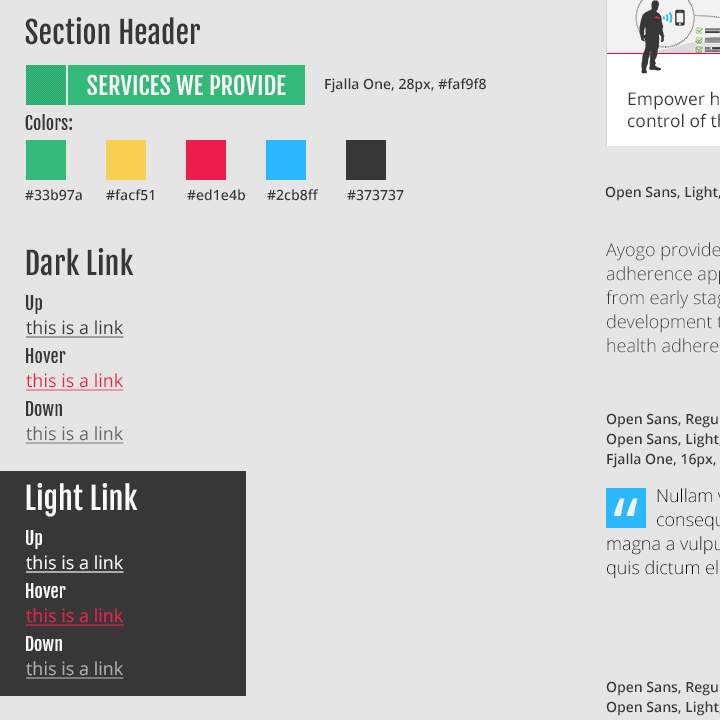 Section Header
SERVICES WE PROVIDE
Fjalla One, 28px, #faf9f8
Colors:
#33b97a #facf51 #ed1e4b #2cb8ff #373737
Dark Link
Up
this is a link
Hover
this is a link
Down
this is a link
Light Link
Up
this is a link
Hover
this is a link
Down
this is a link
Empower h
control of th
Open Sans, Light,
Ayogo provide
adherence app
from early stag
development t
health adhere
Open Sans, Regu
Open Sans, Light,
Fjalla One, 16px,
“ Nullam v
consequ
magna a vulpu
quis dictum el
Open Sans, Regu
Open Sans, Light,